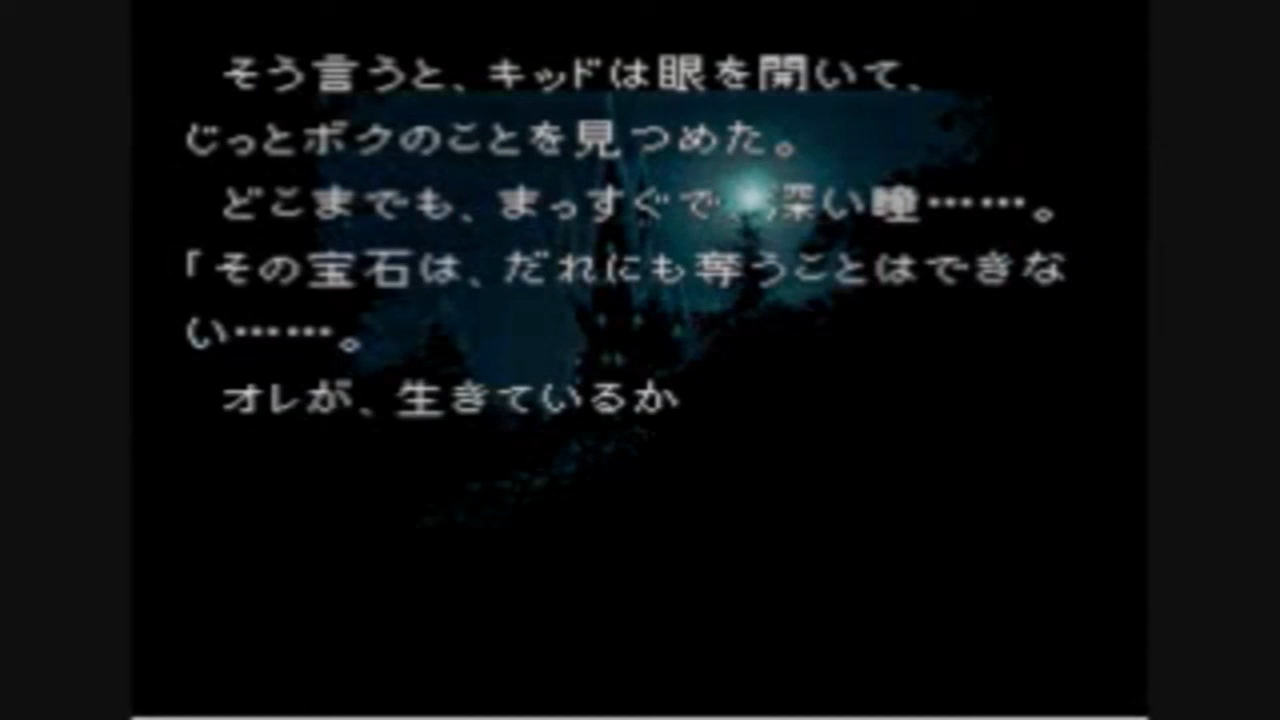 そう言うと、キッドは眼を開いて、
じっとボクのことを見つめた。
どこまでも、まっすぐで、深い瞳……。
「その宝石は、だれにも奪うことはできな
い……。
オレが、生きているか